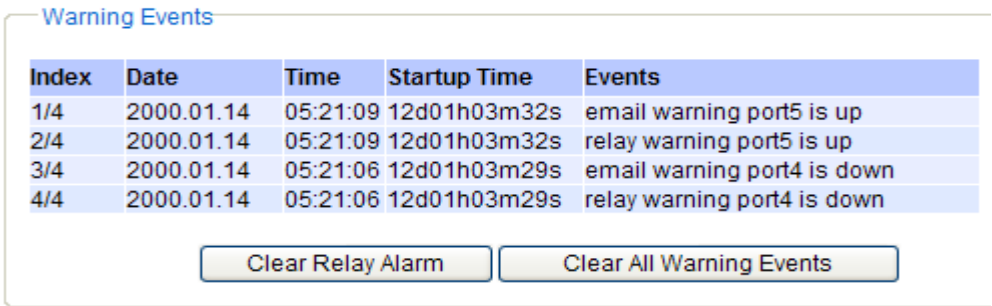 Warning Events
Index Date Time Startup Time Events
1/4 2000.01.14 05:21:09 12d01h03m32s email warning port5 is up
2/4 2000.01.14 05:21:09 12d01h03m32s relay warning port5 is up
3/4 2000.01.14 05:21:06 12d01h03m29s email warning port4 is down
4/4 2000.01.14 05:21:06 12d01h03m29s relay warning port4 is down
Clear Relay Alarm Clear All Warning Events